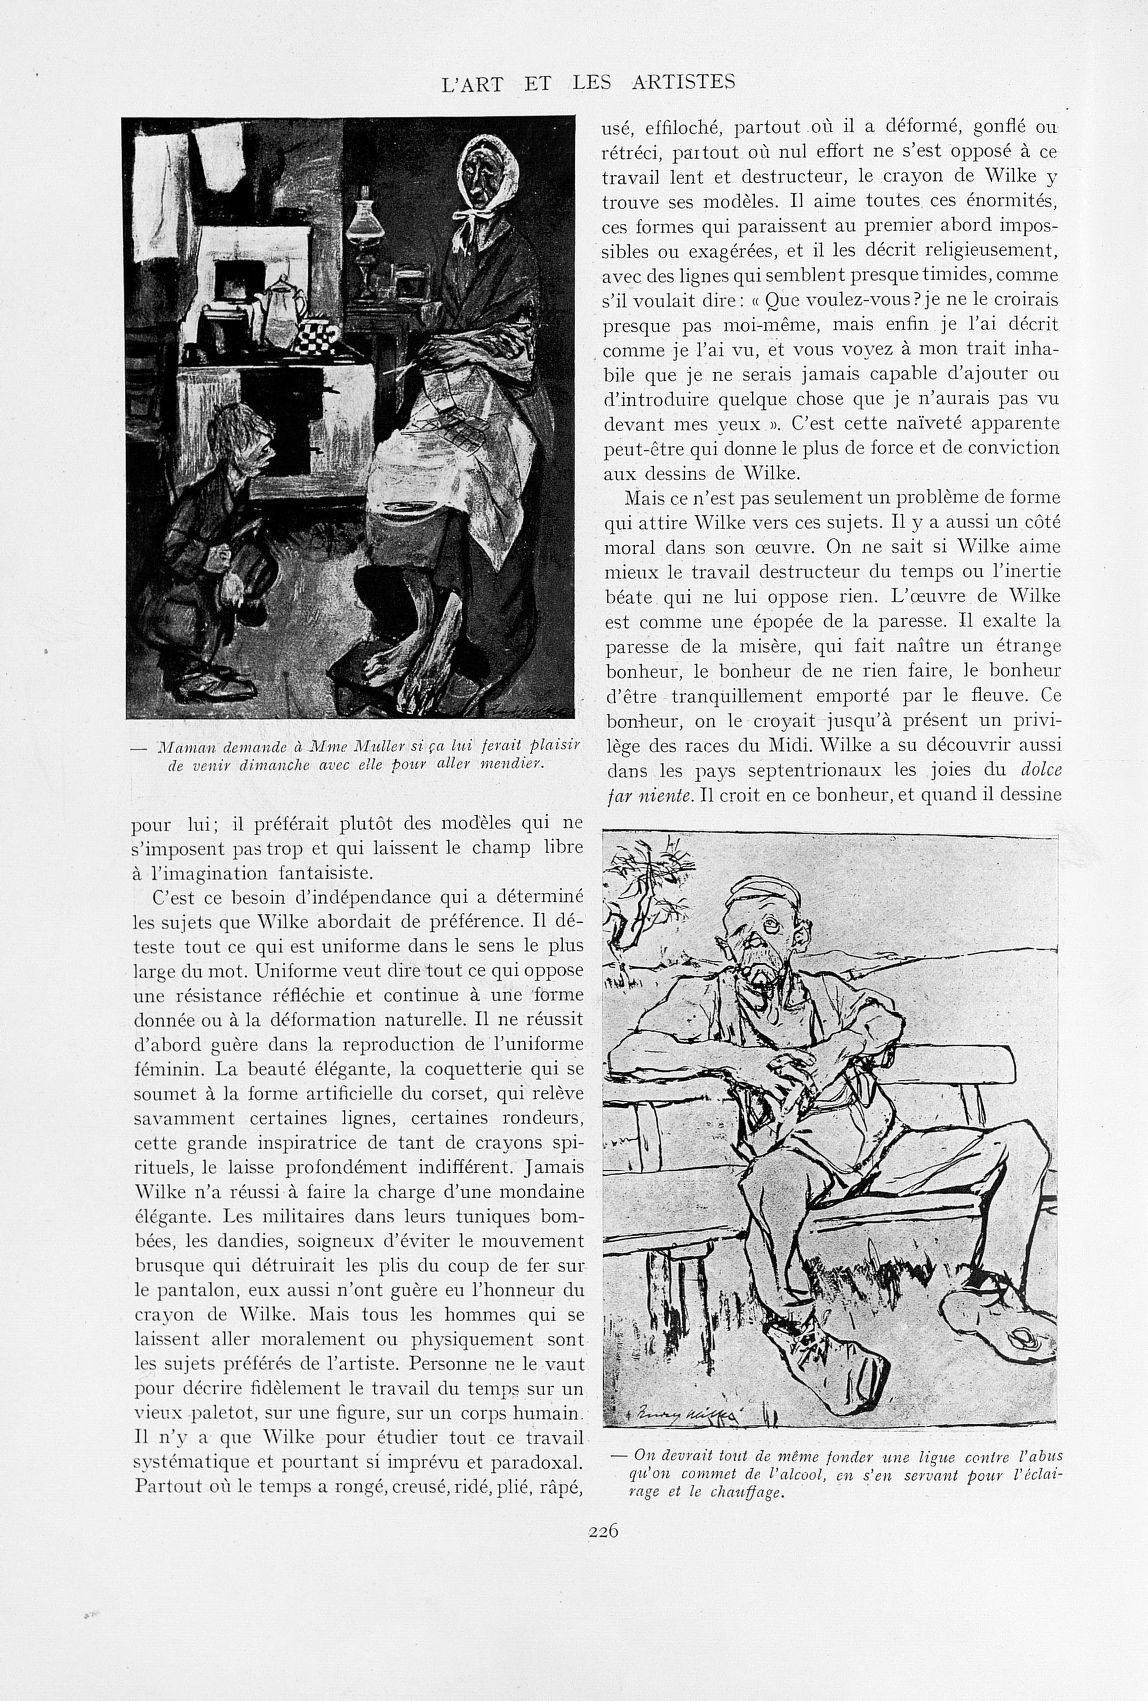 L'ART ET LES ARTISTES
— Maman demande à Mme Muller si ça lui ferait plaisir
de venir dimanche avec elle pour aller mendier.
pour lui; il préférait plutôt des modèles qui ne
s'imposent pas trop et qui laissent le champ libre
à l'imagination fantaisiste.
C'est ce besoin d'indépendance qui a déterminé
les sujets que Wilke abordait de préférence. Il dé-
teste tout ce qui est uniforme dans le sens le plus
large du mot. Uniforme veut dire tout ce qui oppose
une résistance réfléchie et continue à une forme
donnée ou à la déformation naturelle. Il ne réussit
d'abord guère dans la reproduction de l'uniforme
féminin. La beauté élégante, la coquetterie qui se
soumet à la forme artificielle du corset, qui relève
savamment certaines lignes, certaines rondeurs,
cette grande inspiratrice de tant de crayons spi-
rituels, le laisse profondément indifférent. Jamais
Wilke n'a réussi à faire la charge d'une mondaine
élégante. Les militaires dans leurs tuniques bom-
bées, les dandies, soigneux d'éviter le mouvement
brusque qui détruirait les plis du coup de fer sur
le pantalon, eux aussi n'ont guère eu l'honneur du
crayon de Wilke. Mais tous les hommes qui se
laissent aller moralement ou physiquement sont
les sujets préférés de l'artiste. Personne ne le vaut
pour décrire fidèlement le travail du temps sur un
vieux paletot, sur une figure, sur un corps humain.
Il n'y a que Wilke pour étudier tout ce travail
systématique et pourtant si imprévu et paradoxal.
Partout où le temps a rongé, creusé, ridé, plié, râpé,
usé, effiloché, partout où il a déformé, gonflé ou
rétréci, partout où nul effort ne s'est opposé à ce
travail lent et destructeur, le crayon de Wilke y
trouve ses modèles. Il aime toutes ces énormités,
ces formes qui paraissent au premier abord impos-
sibles ou exagérées, et il les décrit religieusement,
avec des lignes qui semblent presque timides, comme
s'il voulait dire : « Que voulez-vous ? je ne le croirais
presque pas moi-même, mais enfin je l'ai décrit
comme je l'ai vu, et vous voyez à mon trait inha-
bile que je ne serais jamais capable d'ajouter ou
d'introduire quelque chose que je n'aurais pas vu
devant mes yeux ». C'est cette naïveté apparente
peut-être qui donne le plus de force et de conviction
aux dessins de Wilke.
Mais ce n'est pas seulement un problème de forme
qui attire Wilke vers ces sujets. Il y a aussi un côté
moral dans son œuvre. On ne sait si Wilke aime
mieux le travail destructeur du temps ou l'inertie
béate qui ne lui oppose rien. L'œuvre de Wilke
est comme une épopée de la paresse. Il exalte la
paresse de la misère, qui fait naître un étrange
bonheur, le bonheur de ne rien faire, le bonheur
d'être tranquillement emporté par le fleuve. Ce
bonheur, on le croyait jusqu'à présent un privi-
lège des races du Midi. Wilke a su découvrir aussi
dans les pays septentrionaux les joies du dolce
far niente. Il croit en ce bonheur, et quand il dessine
— On devrait tout de même fonder une ligue contre l'abus
qu'on commet de l'alcool, en s'en servant pour l'éclai-
rage et le chauffage.
226